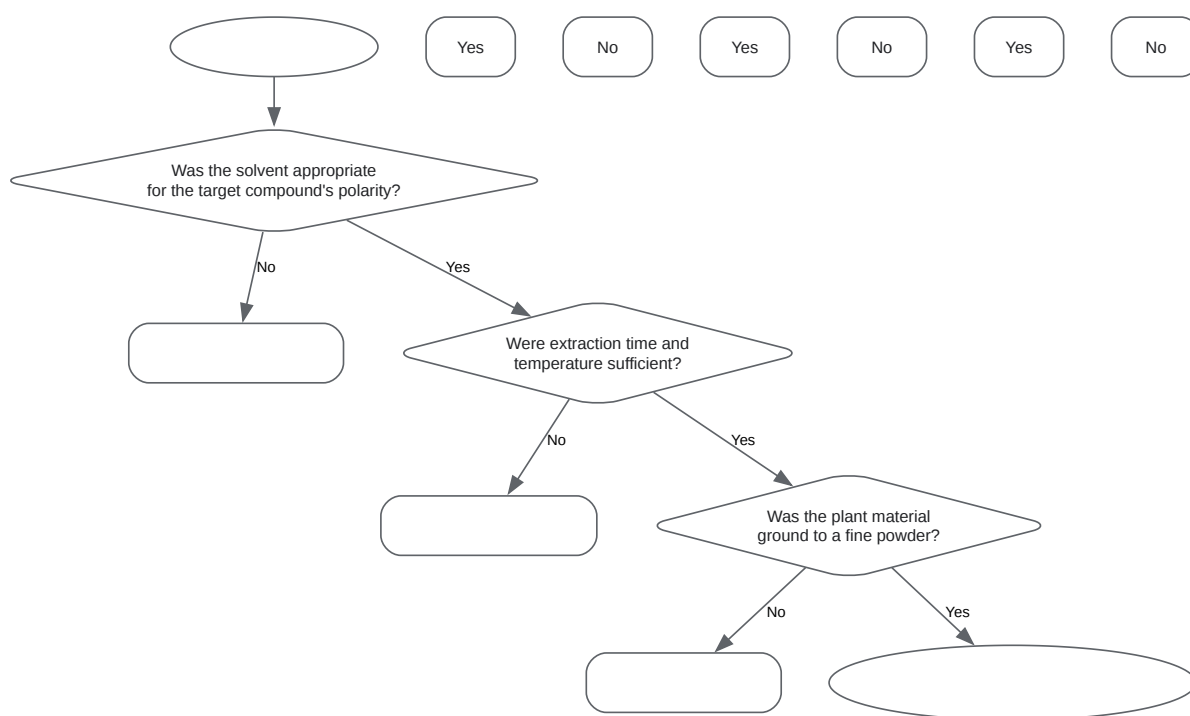 Yes
No
Yes
No
Yes
No
Was the solvent appropriate
for the target compound's polarity?
No
Yes
Were extraction time and
temperature sufficient?
No
Yes
Was the plant material
ground to a fine powder?
No
Yes